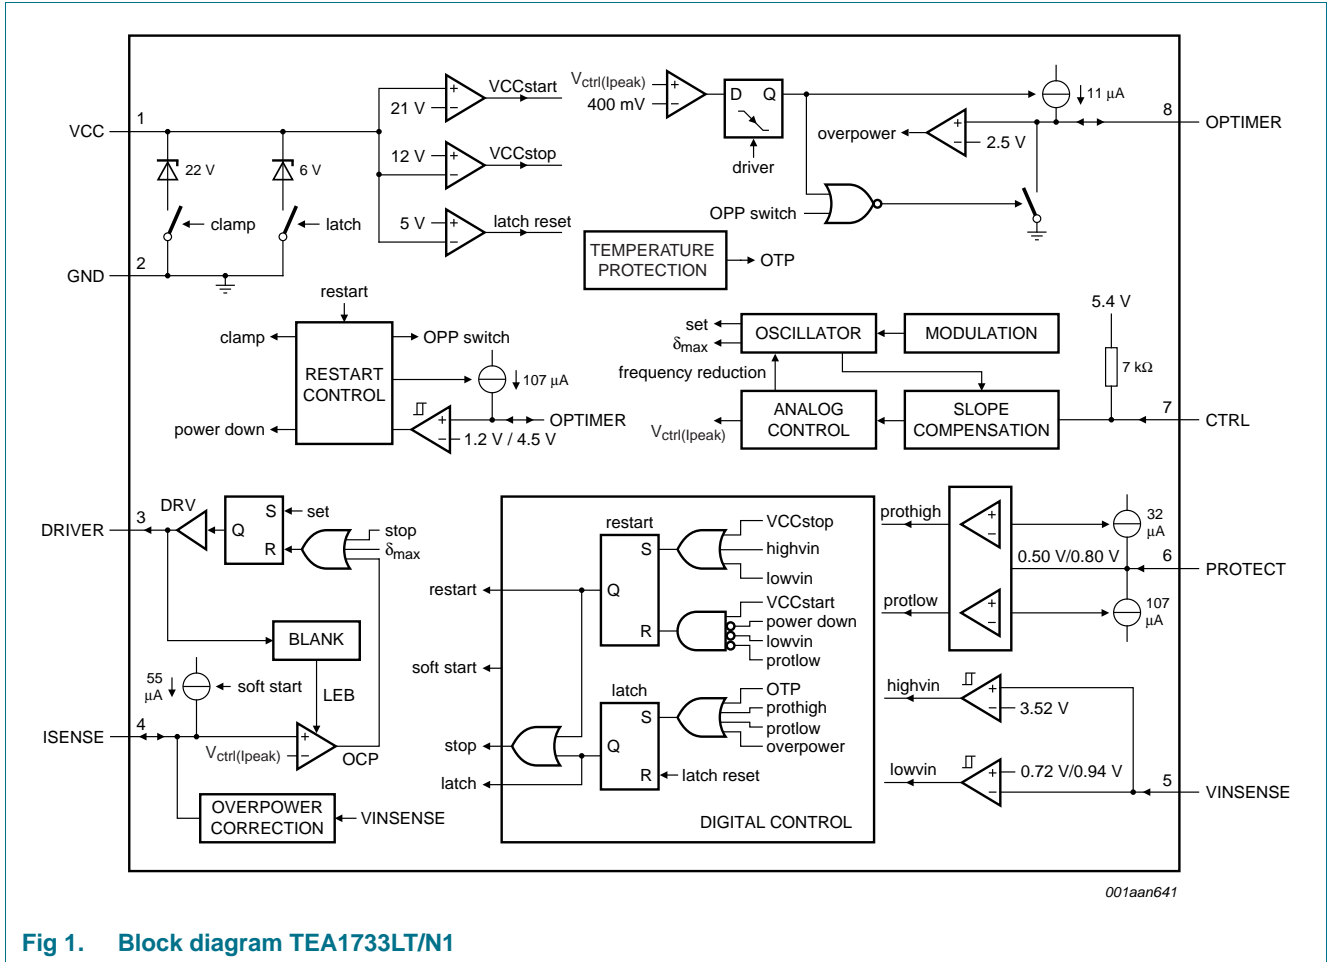 VCC
1
22 V
6 V
clamp
latch
GND
2
21 V
+
−
VCCstart
12 V
+
−
VCCstop
5 V
+
−
latch reset
Vctrl(Ipeak)
400 mV
+
−
D Q
driver
11 μA
overpower
+
−
2.5 V
8
OPTIMER
OPP switch
TEMPERATURE
PROTECTION
OTP
restart
clamp
RESTART
CONTROL
OPP switch
107 μA
power down
+
−
OPTIMER
1.2 V / 4.5 V
set
δmax
OSCILLATOR
MODULATION
frequency reduction
5.4 V
7 kΩ
Vctrl(Ipeak)
ANALOG
CONTROL
SLOPE
COMPENSATION
7
CTRL
DRIVER
3
DRV
Q
S
R
set
stop
δmax
BLANK
LEB
55
μA
soft start
ISENSE
4
Vctrl(Ipeak)
+
−
OCP
OVERPOWER
CORRECTION
VINSENSE
restart
S
Q
R
VCCstop
highvin
lowvin
VCCstart
power down
lowvin
protlow
restart
soft start
latch
S
Q
R
OTP
prothigh
protlow
overpower
latch reset
stop
latch
DIGITAL CONTROL
prothigh
+
−
32
μA
0.50 V/0.80 V
6
PROTECT
protlow
+
−
107
μA
highvin
+
−
3.52 V
lowvin
+
−
0.72 V/0.94 V
5
VINSENSE
001aan641
Fig 1. Block diagram TEA1733LT/N1